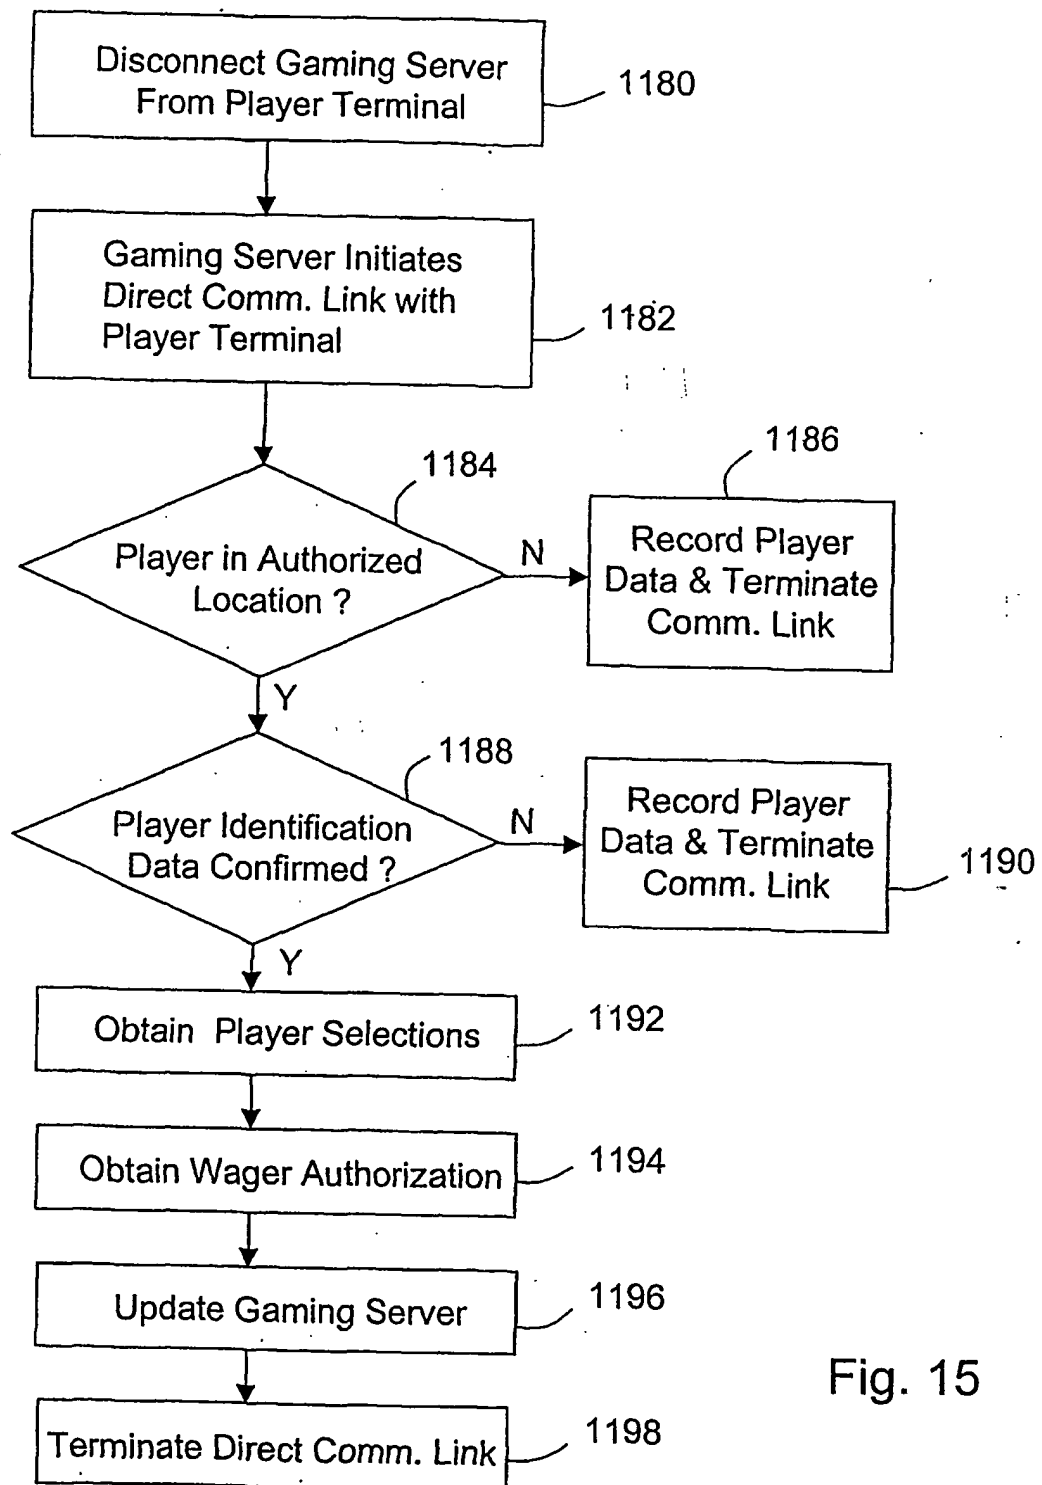 Disconnect Gaming Server
From Player Terminal
1180
Gaming Server Initiates
Direct Comm. Link with
Player Terminal
1182
1184
Player in Authorized
Location ?
N
1186
Record Player
Data & Terminate
Comm. Link
Y
1188
Player Identification
Data Confirmed ?
N
Record Player
Data & Terminate
Comm. Link
1190
Y
Obtain Player Selections
1192
Obtain Wager Authorization
1194
Update Gaming Server
1196
Terminate Direct Comm. Link
1198
Fig. 15